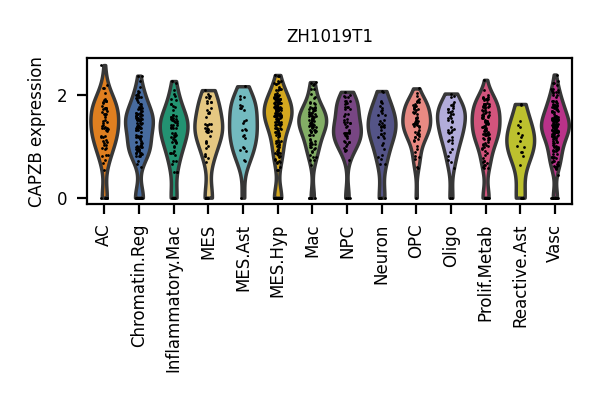 ZH1019T1
CAPZB expression
2
0
AC
Chromatin.Reg
Inflammatory.Mac
MES
MES.Ast
MES.Hyp
Mac
NPC
Neuron
OPC
Oligo
Prolif.Metab
Reactive.Ast
Vasc